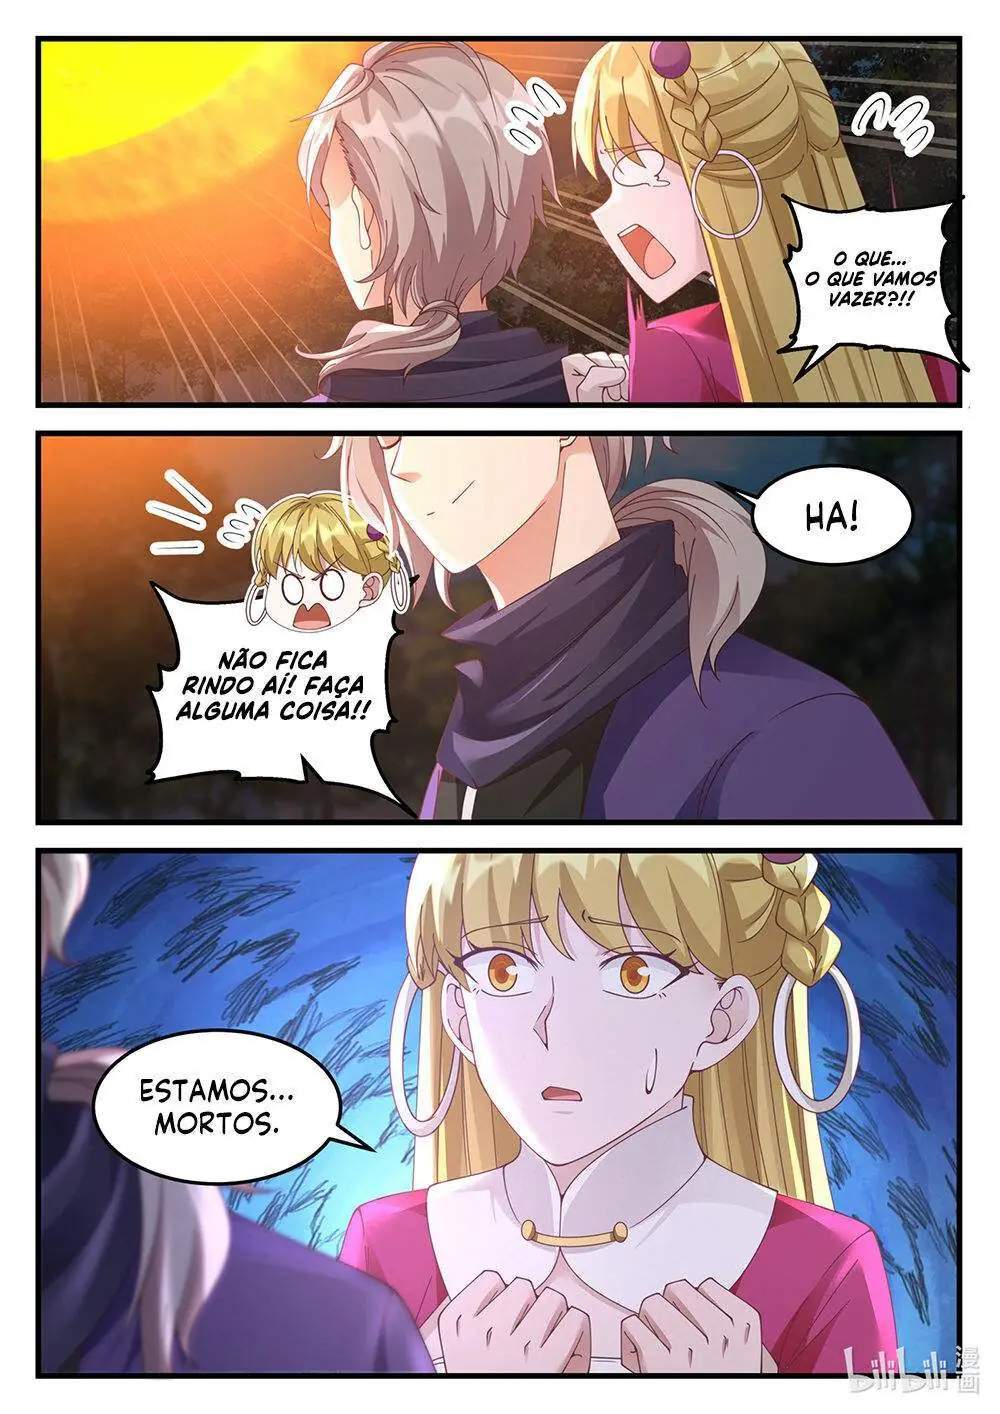 O QUE...
O QUE VAMOS
VAZER?!!
HA!
NÃO FICA
RINDO AÍ! FAÇA
ALGUMA COISA!!
ESTAMOS...
MORTOS.
bilibili 漫画